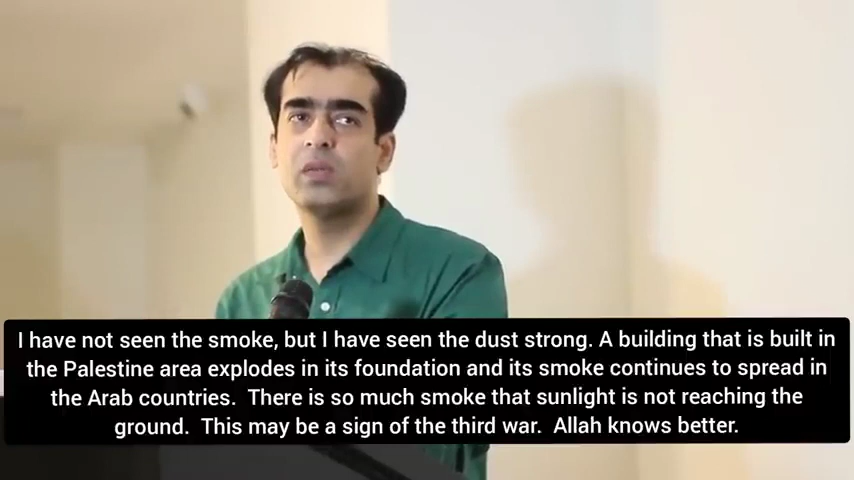 I have not seen the smoke, but I have seen the dust strong. A building that is built in
the Palestine area explodes in its foundation and its smoke continues to spread in
the Arab countries. There is so much smoke that sunlight is not reaching the
ground. This may be a sign of the third war. Allah knows better.